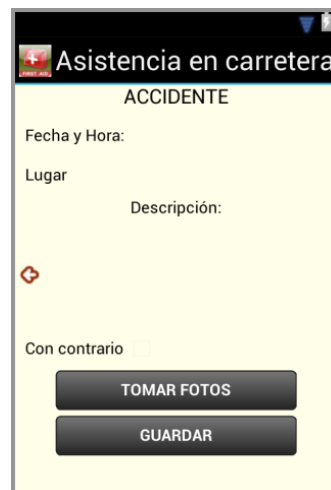 Asistencia en carretera
ACCIDENTE
Fecha y Hora:
Lugar
Descripción:
Con contrario
TOMAR FOTOS
GUARDAR